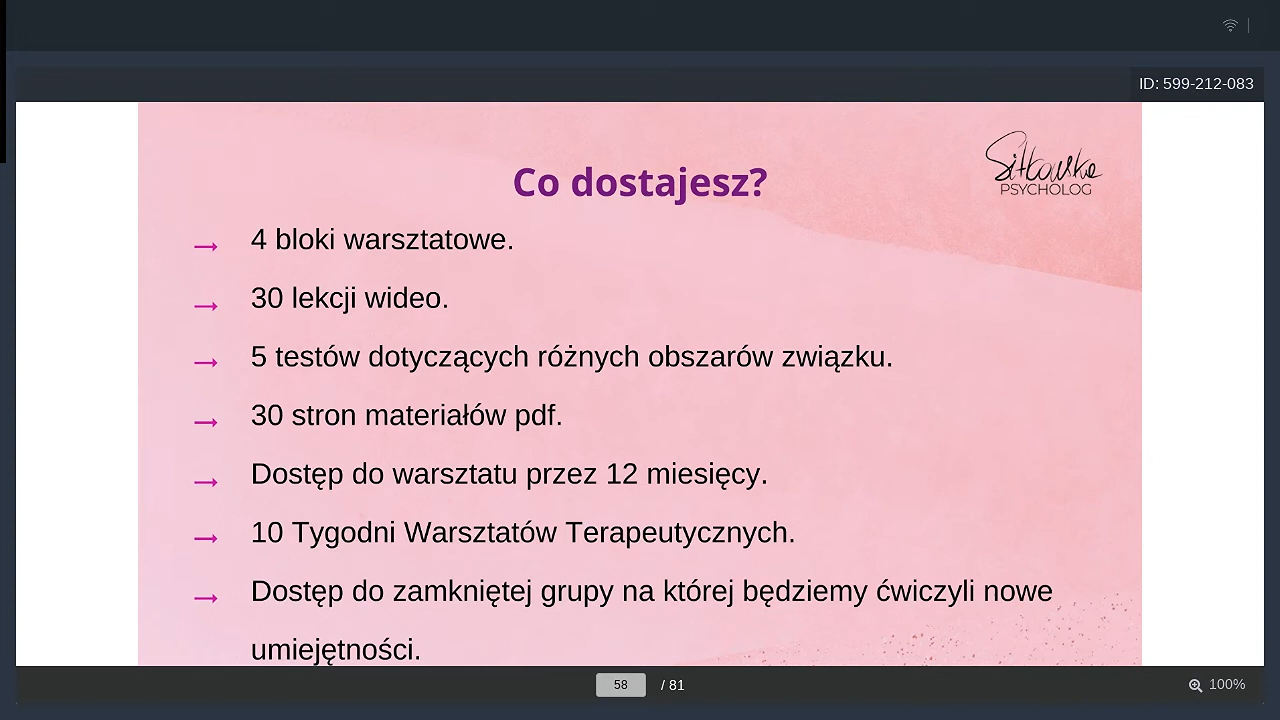 ID: 599-212-083
Co dostajesz?
PSYCHOLOG
→ 4 bloki warsztatowe.
→ 30 lekcji wideo.
→ 5 testów dotyczących różnych obszarów związku.
→ 30 stron materiałów pdf.
→ Dostęp do warsztatu przez 12 miesięcy.
→ 10 Tygodni Warsztatów Terapeutycznych.
→ Dostęp do zamkniętej grupy na której będziemy ćwiczyli nowe
umiejętności.
58 / 81
100%